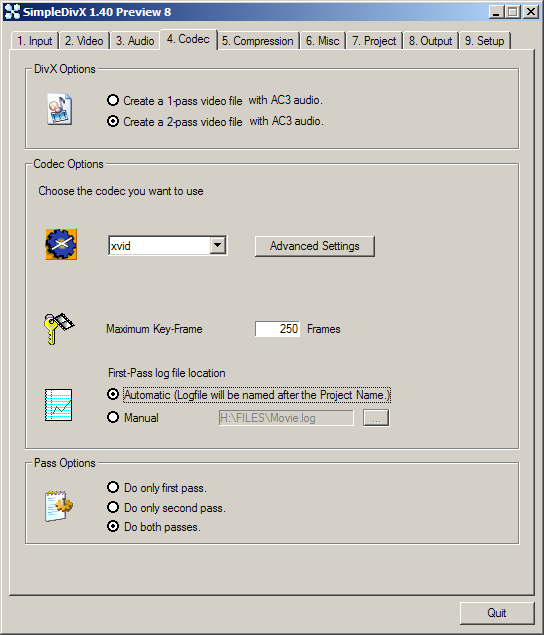 SimpleDivX 1.40 Preview 8
1. Input 2. Video 3. Audio 4. Codec 5. Compression 6. Misc 7. Project 8. Output 9. Setup
DivX Options
Create a 1-pass video file with AC3 audio.
Create a 2-pass video file with AC3 audio.
Codec Options
Choose the codec you want to use
xvid Advanced Settings
Maximum Key-Frame 250 Frames
First-Pass log file location
Automatic (Logfile will be named after the Project Name.)
Manual H:\FILES\Movie.log ...
Pass Options
Do only first pass.
Do only second pass.
Do both passes.
Quit